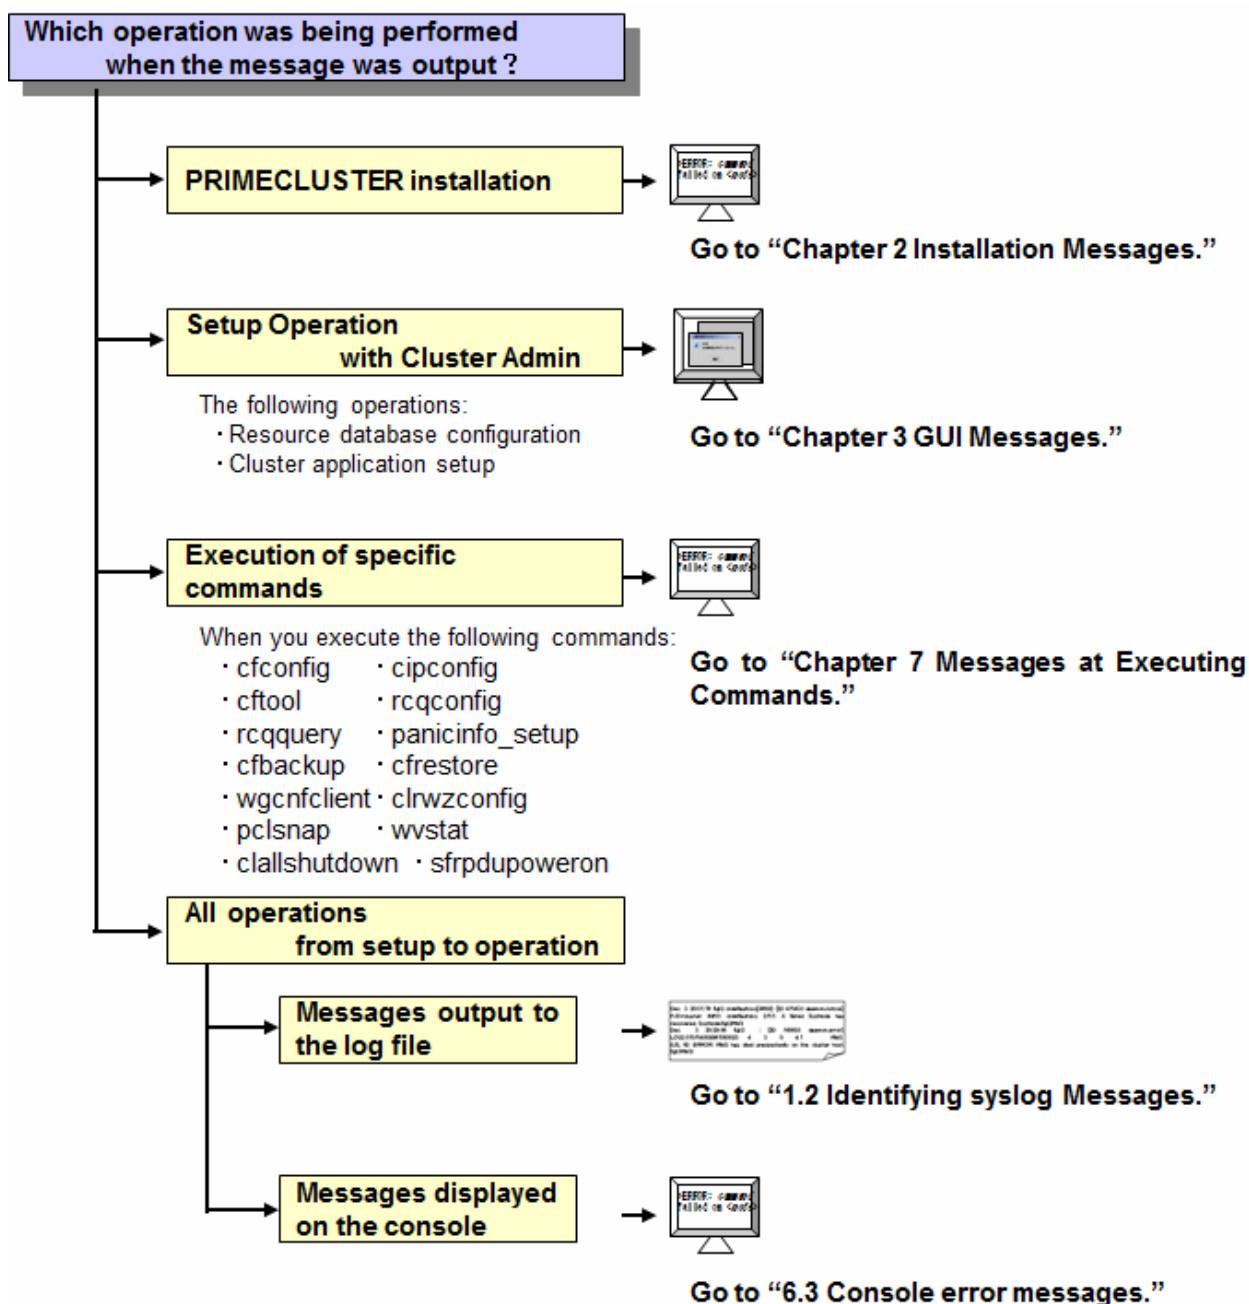 Which operation was being performed
when the message was output ?
PRIMECLUSTER installation
Go to “Chapter 2 Installation Messages.”
Setup Operation
with Cluster Admin
The following operations:
・Resource database configuration
・Cluster application setup
Go to “Chapter 3 GUI Messages.”
Execution of specific
commands
When you execute the following commands:
・cfconfig ・cipconfig
・cftool ・rcqconfig
・rcqquery ・panicinfo_setup
・cfbackup ・cfrestore
・wgcnfclient ・clrwzconfig
・pclsnap ・wvstat
・clallshutdown ・sfrpdupoweron
Go to “Chapter 7 Messages at Executing
Commands.”
All operations
from setup to operation
Messages output to
the log file
Go to “1.2 Identifying syslog Messages.”
Messages displayed
on the console
Go to “6.3 Console error messages.”